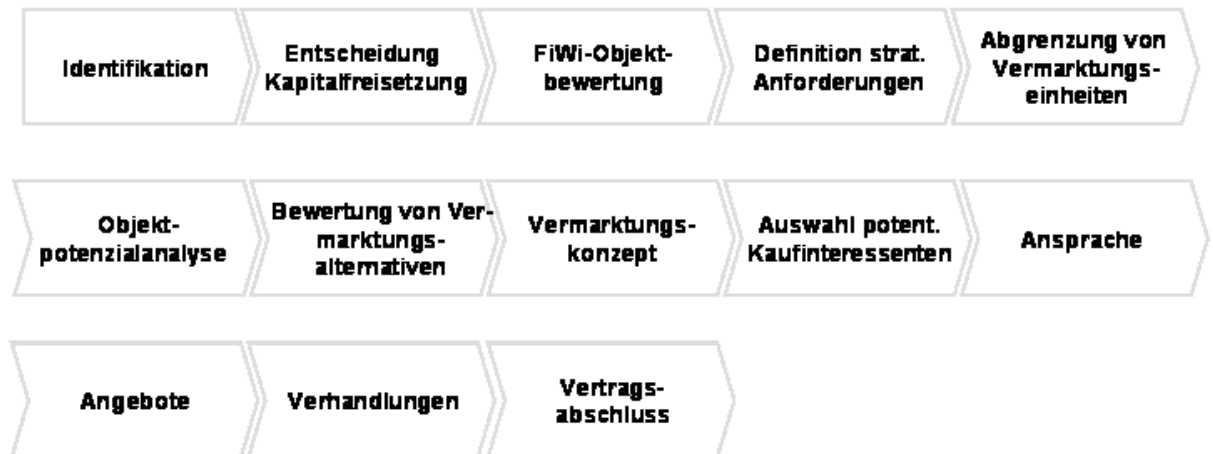 Identifikation
Entscheidung
Kapitalfreisetzung
FiWi-Objekt-
bewertung
Definition strat.
Anforderungen
Abgrenzung von
Vermarktungs-
einheiten
Objekt-
potenzialanalyse
Bewertung von Ver-
marktungs-
alternativen
Vermarktungs-
konzept
Auswahl potent.
Kaufinteressenten
Ansprache
Angebote
Verhandlungen
Vertrags-
abschluss